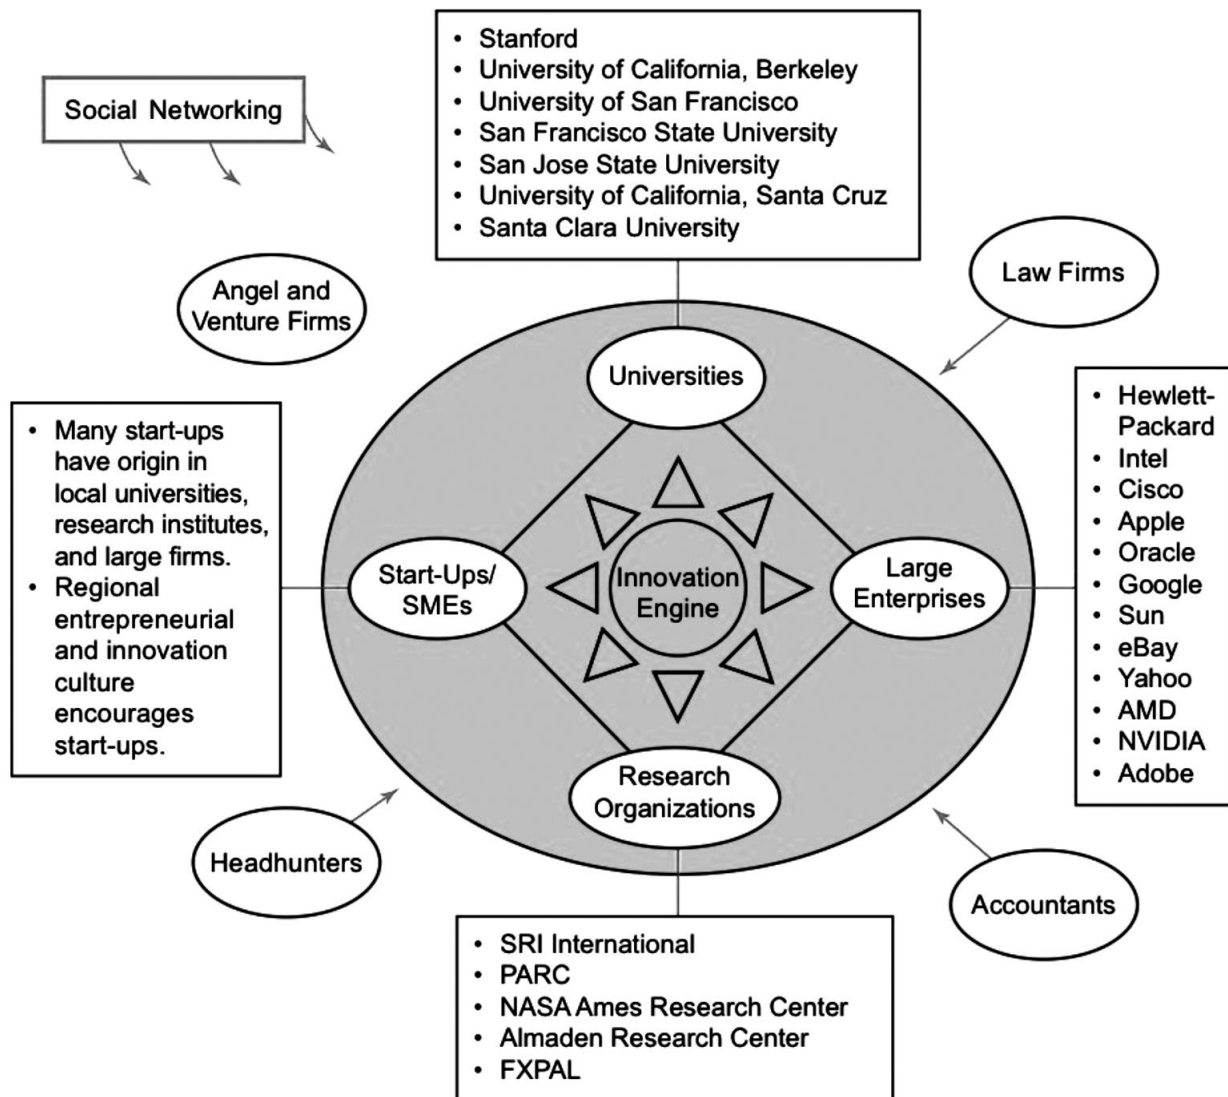 • Stanford
• University of California, Berkeley
• University of San Francisco
• San Francisco State University
• San Jose State University
• University of California, Santa Cruz
• Santa Clara University
Social Networking
Angel and
Venture Firms
Law Firms
Universities
• Many start-ups
have origin in
local universities,
research institutes,
and large firms.
• Regional
entrepreneurial
and innovation
culture
encourages
start-ups.
Start-Ups/
SMEs
Innovation
Engine
Large
Enterprises
• Hewlett-
Packard
• Intel
• Cisco
• Apple
• Oracle
• Google
• Sun
• eBay
• Yahoo
• AMD
• NVIDIA
• Adobe
Research
Organizations
Headhunters
Accountants
• SRI International
• PARC
• NASA Ames Research Center
• Almaden Research Center
• FXPAL